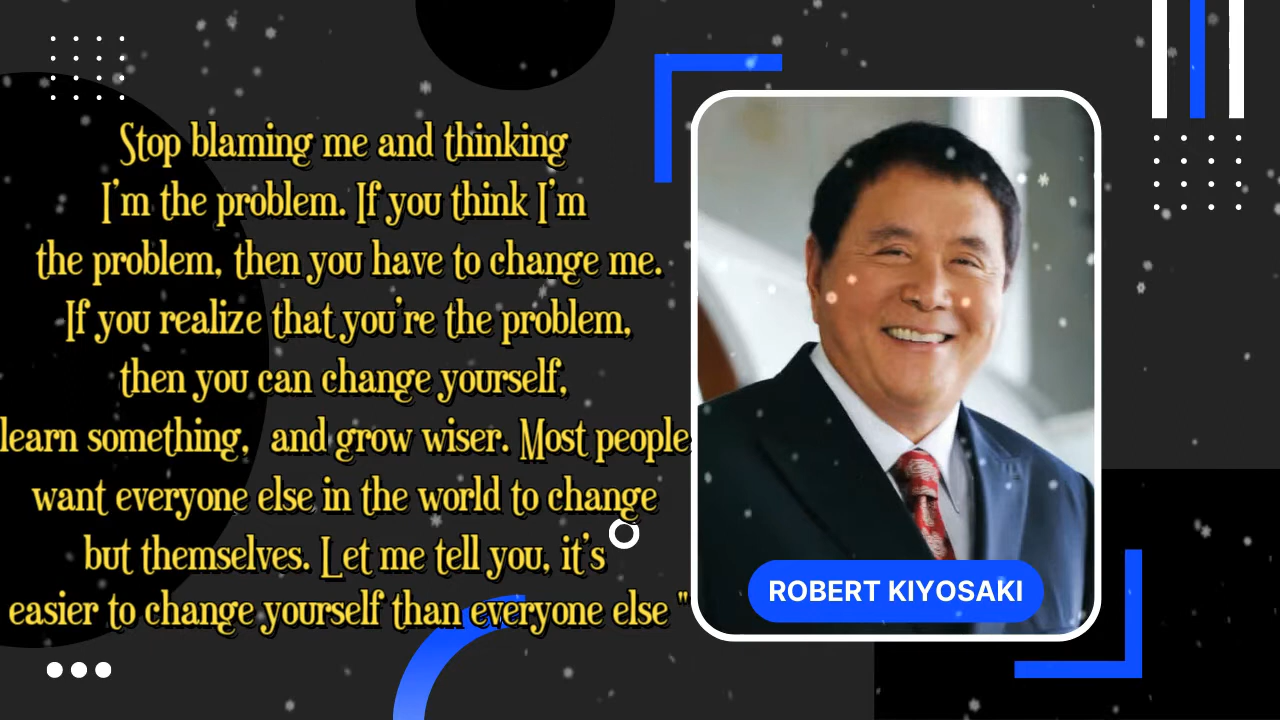 Stop blaming me and thinking
I'm the problem. If you think I'm
the problem, then you have to change me.
If you realize that you're the problem,
then you can change yourself,
learn something, and grow wiser. Most people
want everyone else in the world to change
but themselves. Let me tell you, it's
easier to change yourself than everyone else "
ROBERT KIYOSAKI